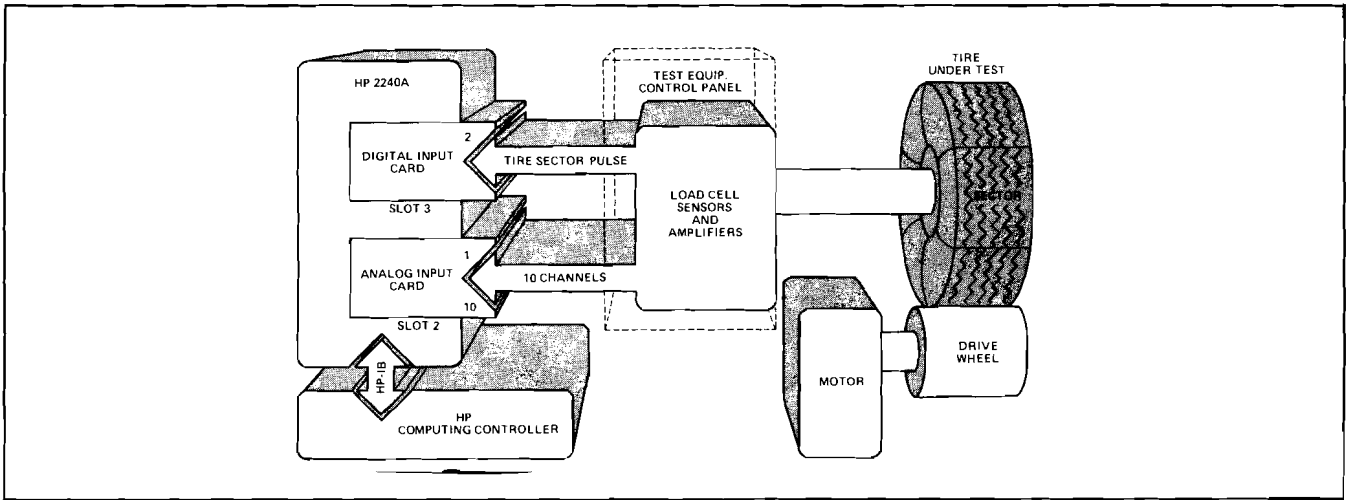 HP 2240A
2
DIGITAL INPUT
CARD
SLOT 3
1
ANALOG INPUT
CARD
10
SLOT 2
HP-IB
HP
COMPUTING CONTROLLER
TIRE SECTOR PULSE
10 CHANNELS
TEST EQUIP.
CONTROL PANEL
LOAD CELL
SENSORS
AND
AMPLIFIERS
TIRE
UNDER TEST
SECTOR
MOTOR
DRIVE
WHEEL